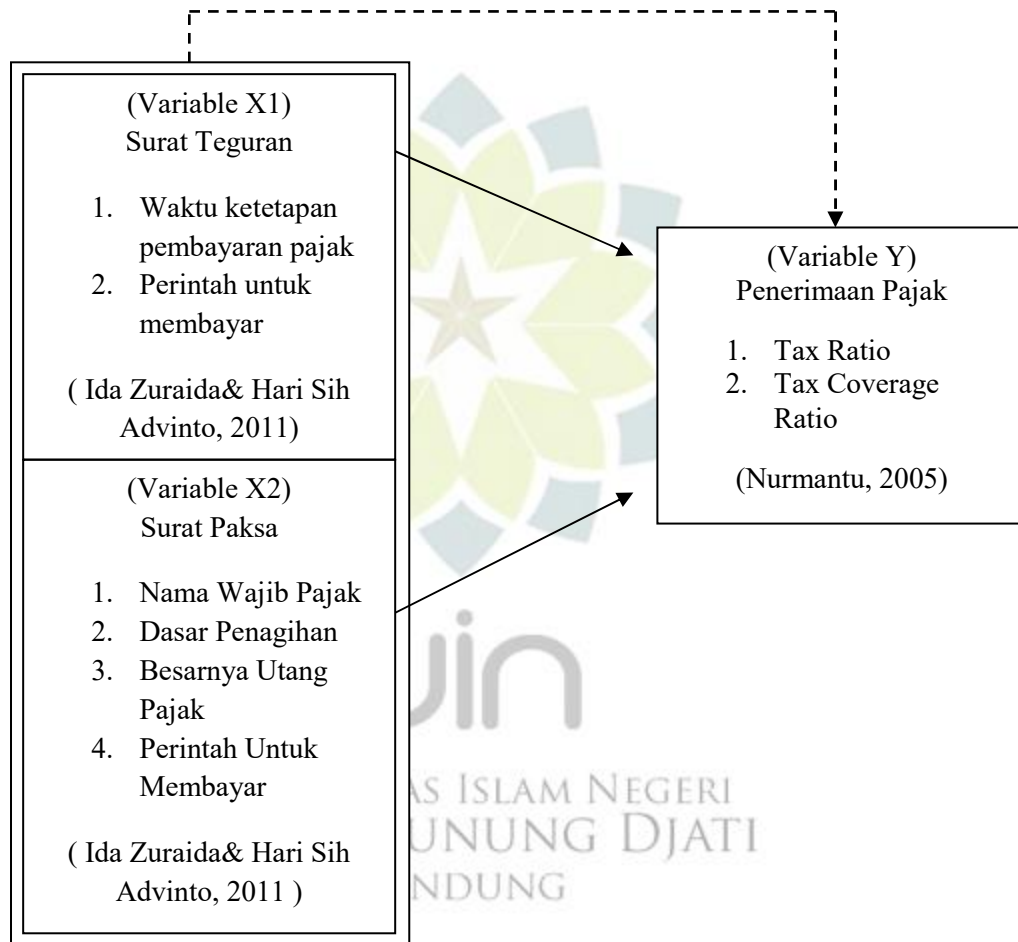 (Variable X1)
Surat Teguran
1. Waktu ketetapan
pembayaran pajak
2. Perintah untuk
membayar
( Ida Zuraida& Hari Sih
Advinto, 2011)
(Variable X2)
Surat Paksa
1. Nama Wajib Pajak
2. Dasar Penagihan
3. Besarnya Utang
Pajak
4. Perintah Untuk
Membayar
( Ida Zuraida& Hari Sih
Advinto, 2011 )
(Variable Y)
Penerimaan Pajak
1. Tax Ratio
2. Tax Coverage
Ratio
(Nurmantu, 2005)
ISLAM NEGERI
DJATI